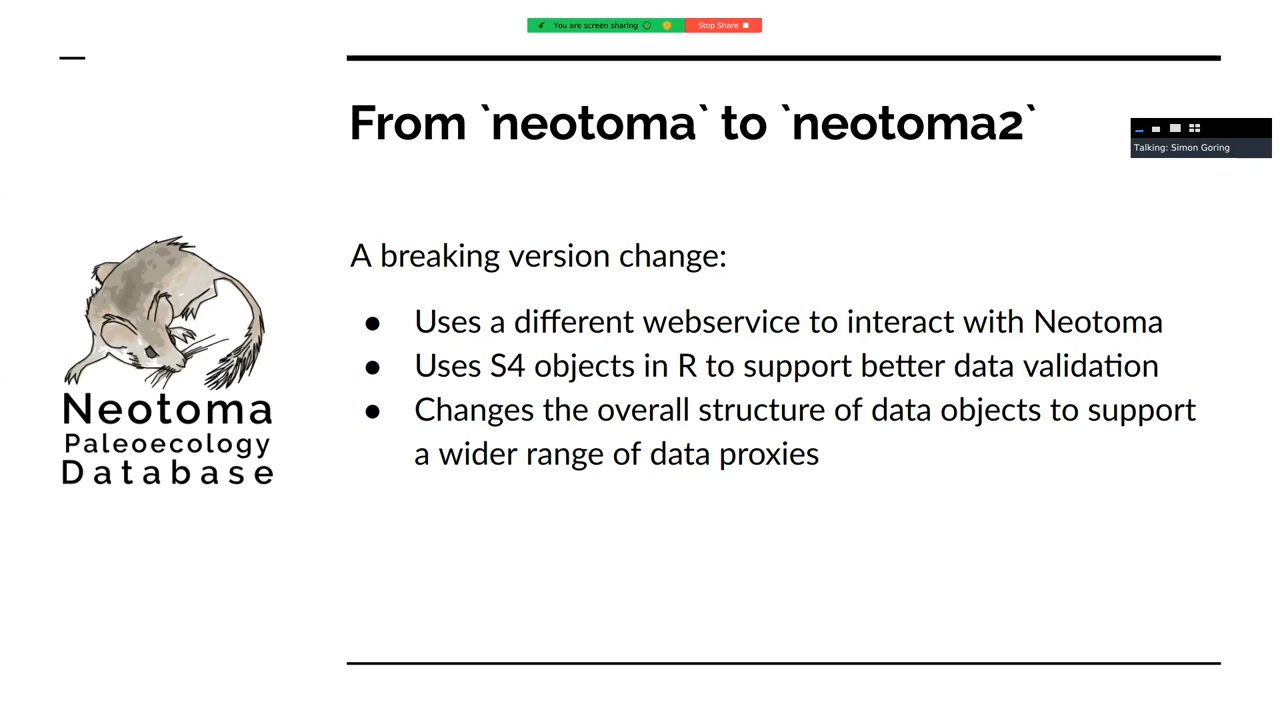 You are screen sharing
Stop Share
From `neotoma` to `neotoma2`
Talking: Simon Goring
A breaking version change:
● Uses a different webservice to interact with Neotoma
● Uses S4 objects in R to support better data validation
● Changes the overall structure of data objects to support
a wider range of data proxies
Neotoma
Paleoecology
Database